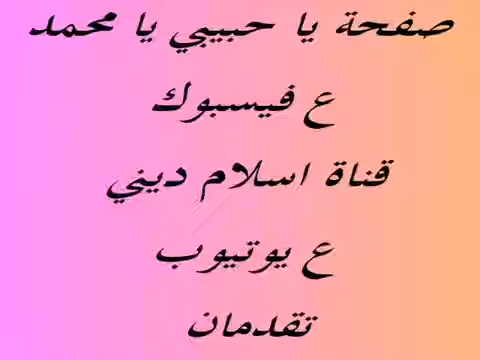 صفحة يا حبيبي يا محمد
ع فيسبوك
قناة اسلام ديني
ع يوتيوب
تقدمان